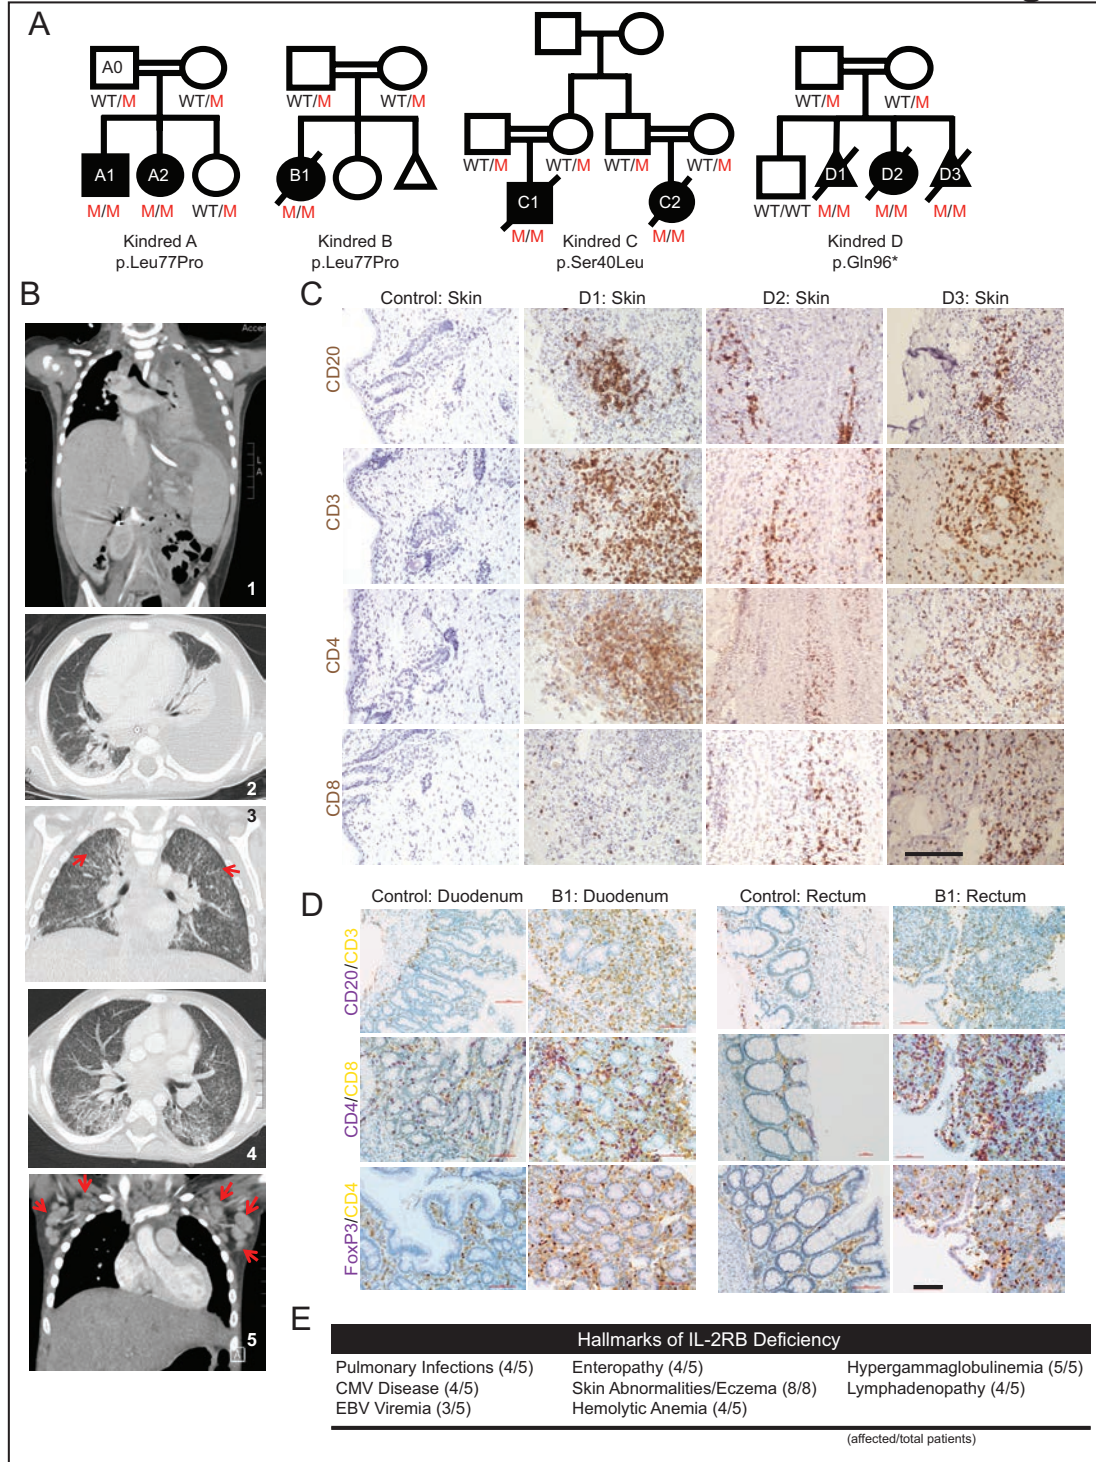 A
A0
WT/M WT/M
A1 A2
M/M M/M WT/M
Kindred A
p.Leu77Pro
WT/M WT/M
B1
M/M
Kindred B
p.Leu77Pro
WT/M WT/M WT/M WT/M
C1 C2
M/M M/M
Kindred C
p.Ser40Leu
WT/M WT/M
D1 D2 D3
WT/WT M/M M/M M/M
Kindred D
p.Gln96*
B
1
2
3
4
5
C
Control: Skin D1: Skin D2: Skin D3: Skin
CD20
CD3
CD4
CD8
D
Control: Duodenum B1: Duodenum Control: Rectum B1: Rectum
CD20/CD3
CD4/CD8
FoxP3/CD4
E
Hallmarks of IL-2RB Deficiency
Pulmonary Infections (4/5) Enteropathy (4/5) Hypergammaglobulinemia (5/5)
CMV Disease (4/5) Skin Abnormalities/Eczema (8/8) Lymphadenopathy (4/5)
EBV Viremia (3/5) Hemolytic Anemia (4/5)
(affected/total patients)